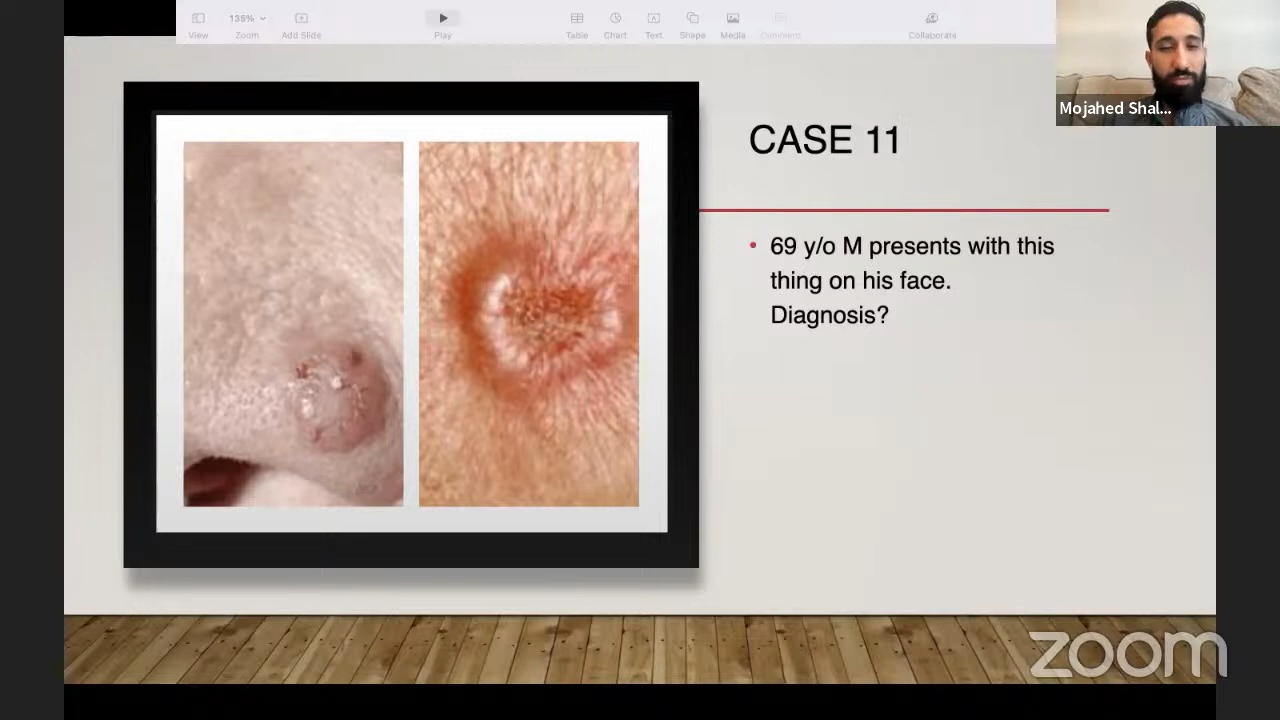 135%
View
Zoom
Add Slide
Play
Table
Chart
Text
Shape
Media
Comment
Collaborate
Mojahed Shal...
CASE 11
• 69 y/o M presents with this
thing on his face.
Diagnosis?
zoom